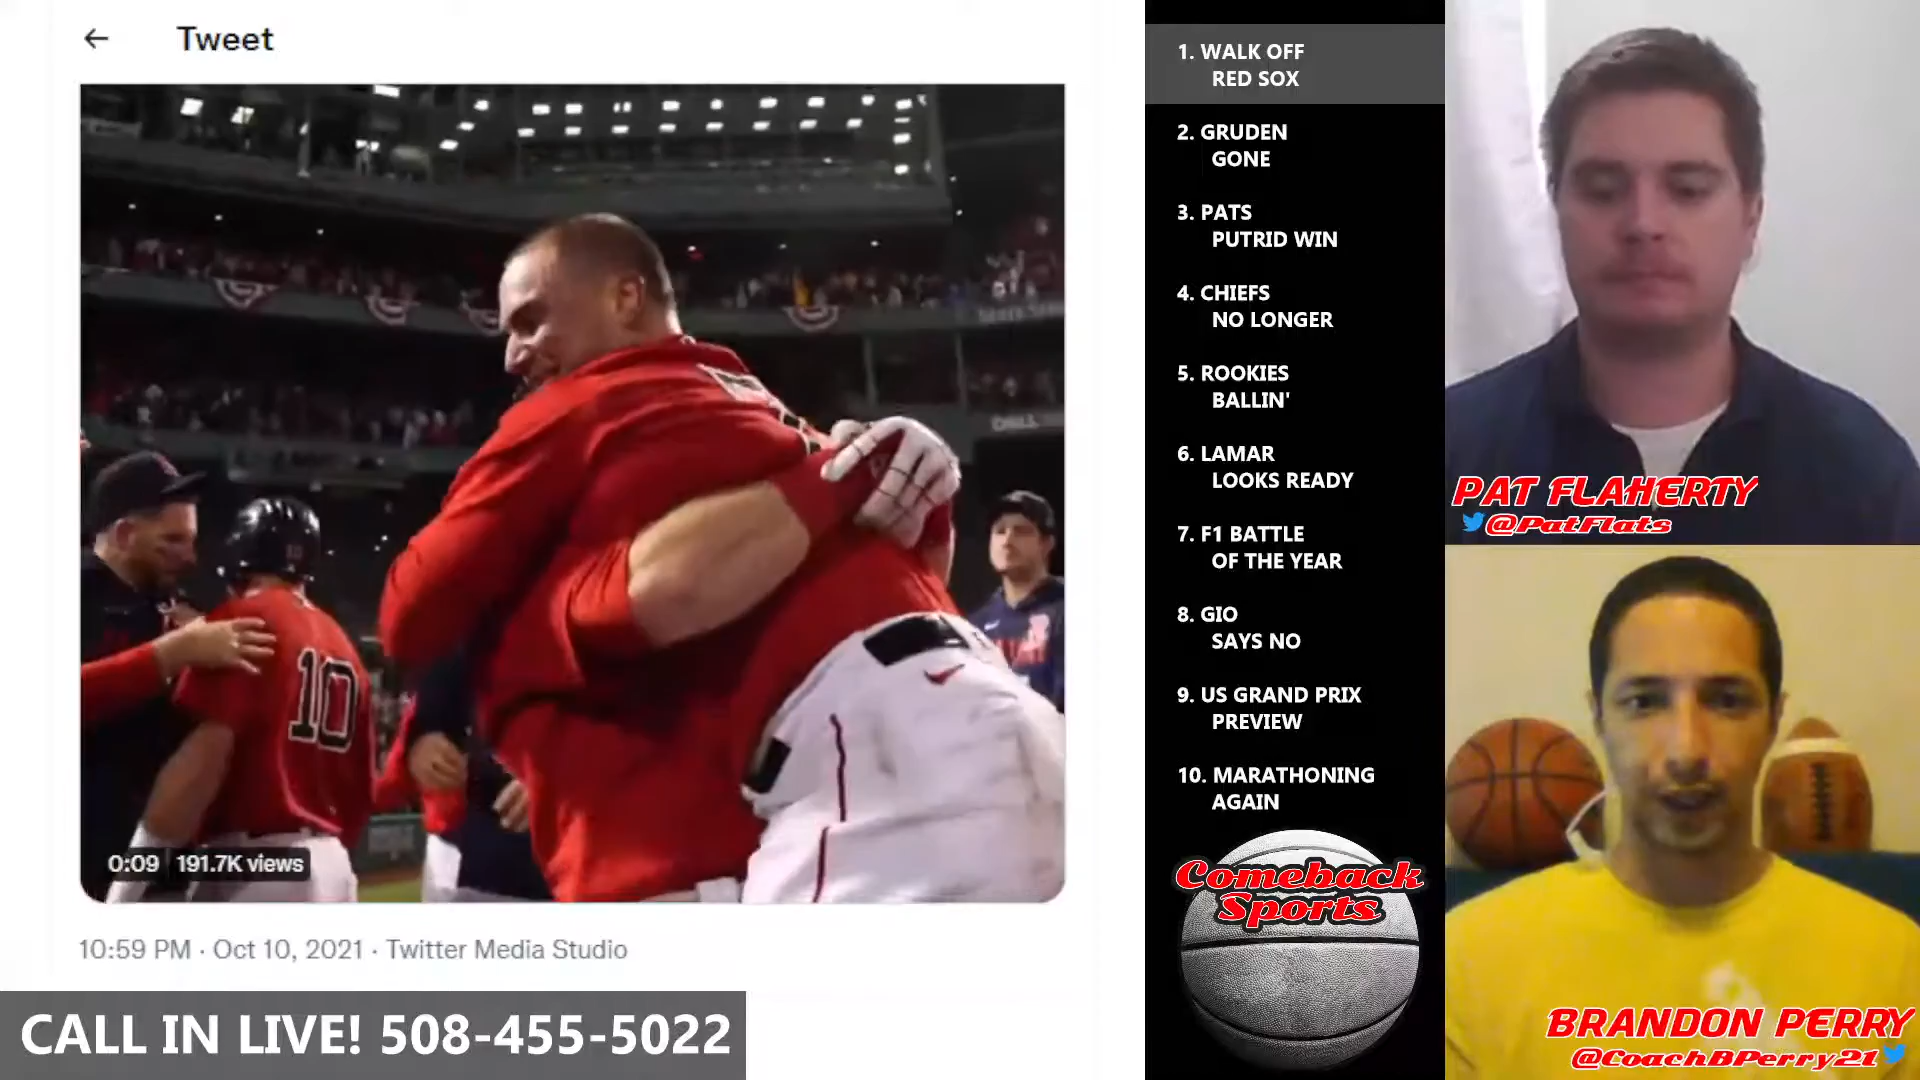 Tweet
10
0:09 191.7K views
10:59 PM · Oct 10, 2021 · Twitter Media Studio
CALL IN LIVE! 508-455-5022
1. WALK OFF
RED SOX
2. GRUDEN
GONE
3. PATS
PUTRID WIN
4. CHIEFS
NO LONGER
5. ROOKIES
BALLIN'
6. LAMAR
LOOKS READY
7. F1 BATTLE
OF THE YEAR
8. GIO
SAYS NO
9. US GRAND PRIX
PREVIEW
10. MARATHONING
AGAIN
Comeback
Sports
PAT FLAHERTY
@PatFlats
BRANDON PERRY
@CoachBPerry21